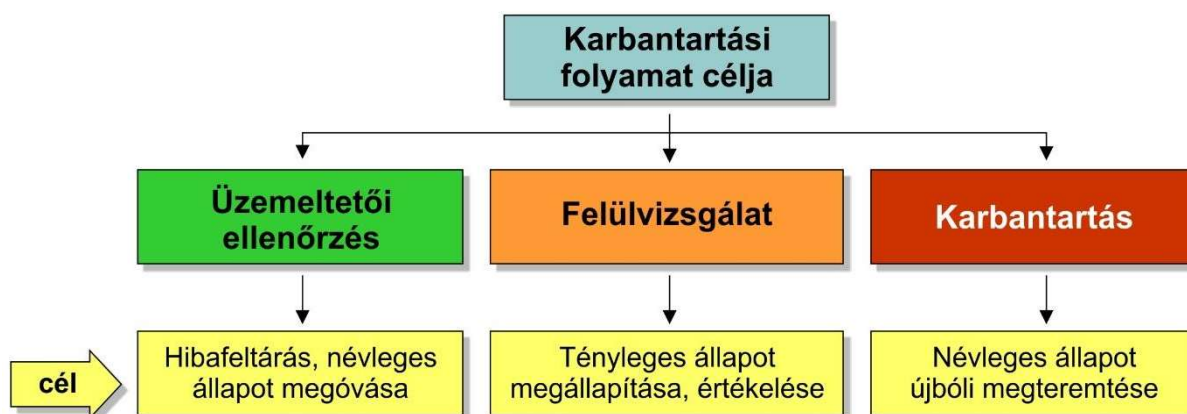 Karbantartási
folyamat célja
Üzemeltetői
ellenőrzés
Felülvizsgálat
Karbantartás
cél
Hibafeltárás, névleges
állapot megóvása
Tényleges állapot
megállapítása, értékelése
Névleges állapot
újbóli megteremtése